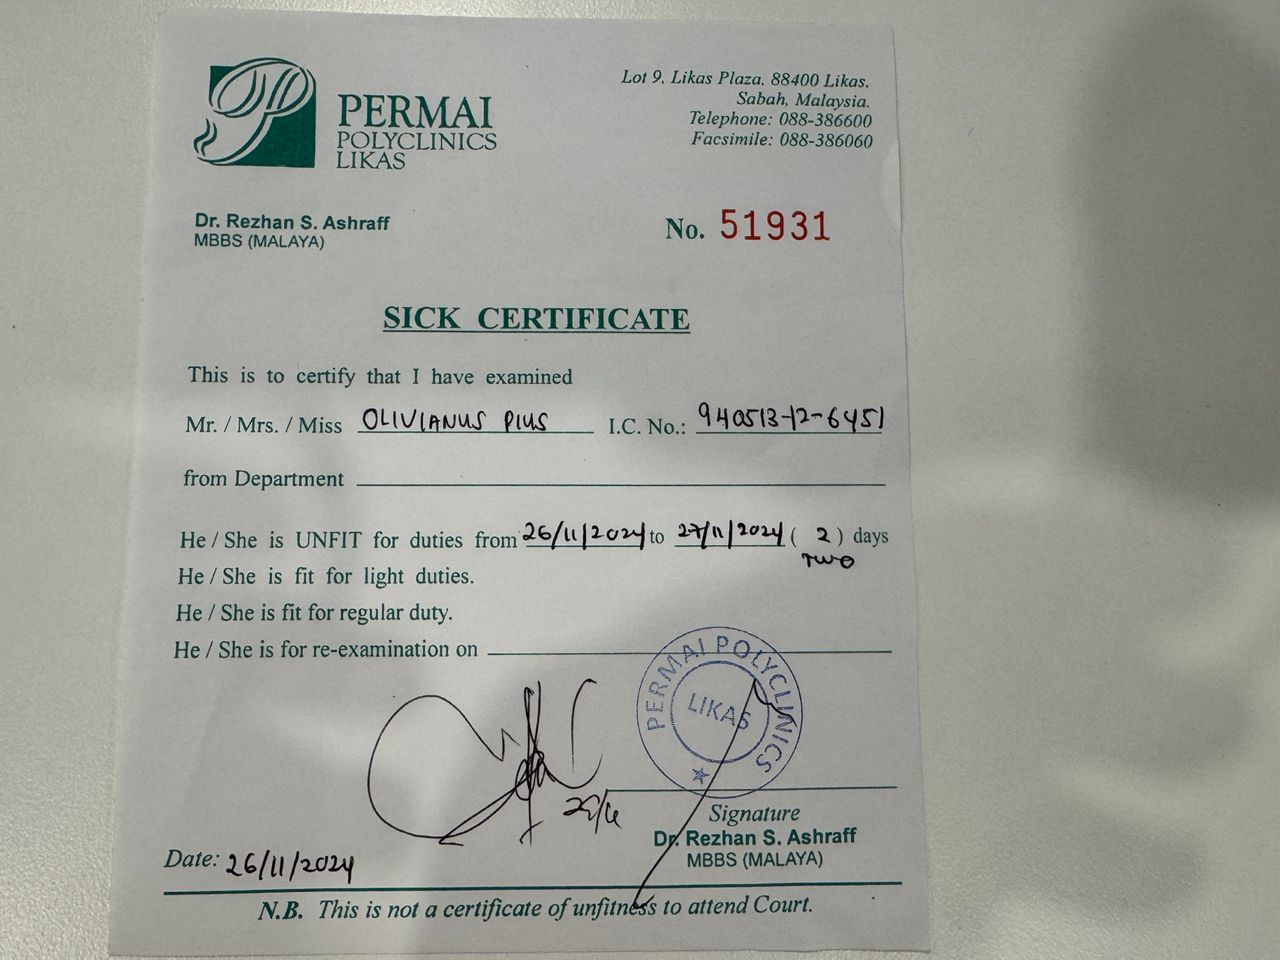 PERMAI
POLYCLINICS
LIKAS
Lot 9, Likas Plaza, 88400 Likas,
Sabah, Malaysia.
Telephone: 088-386600
Facsimile: 088-386060
Dr. Rezhan S. Ashraff
MBBS (MALAYA)
No. 51931
SICK CERTIFICATE
This is to certify that I have examined
Mr. / Mrs. / Miss OLIVIANUS PIUS I.C. No.: 940513-12-6451
from Department
He / She is UNFIT for duties from 26/11/2024 to 27/11/2024 ( 2 ) days
TWO
He / She is fit for light duties.
He / She is fit for regular duty.
He / She is for re-examination on
PERMAI POLYCLINICS
LIKAS
Signature
Dr. Rezhan S. Ashraff
MBBS (MALAYA)
Date: 26/11/2024
N.B. This is not a certificate of unfitness to attend Court.